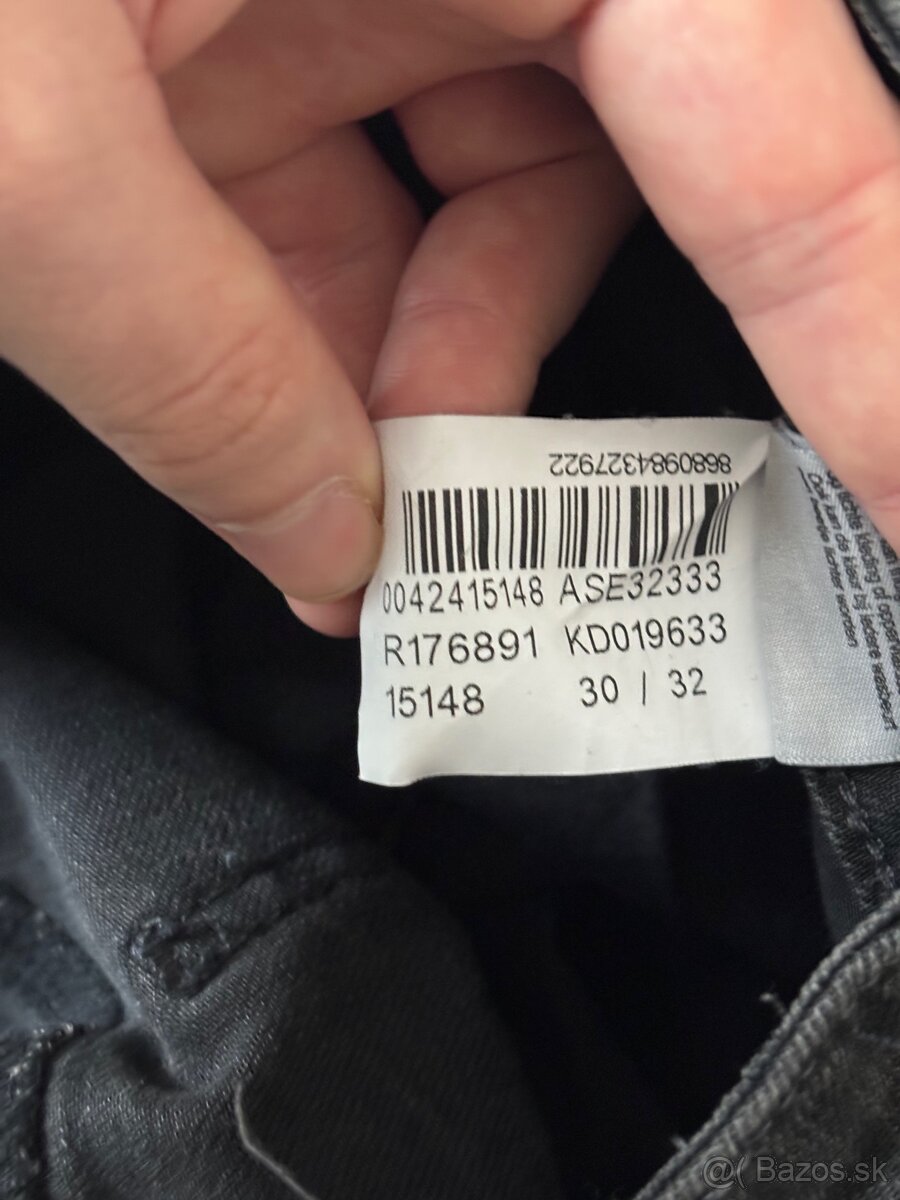 8680984327922
0042415148 ASE32333
R176891 KD019633
15148 30 / 32
@( Bazos.sk